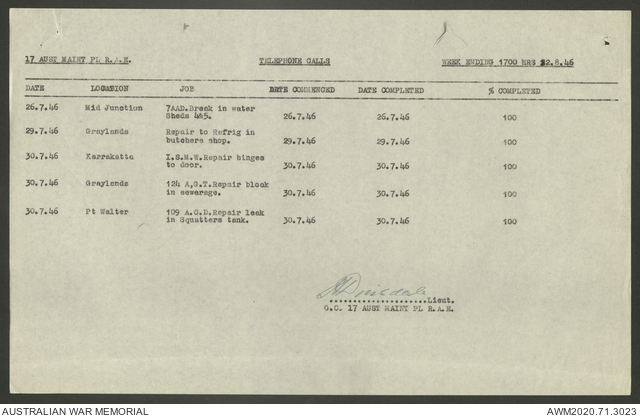 17 AUST MAINT PL R.A.E. TELEPHONE CALLS WEEK ENDING 1700 HRS 2.8.46
DATE LOCATION JOB DATE COMMENCED DATE COMPLETED % COMPLETED
26.7.46 Mid Junction 7AAD.Break in water
Sheds 4&5. 26.7.46 26.7.46 100
29.7.46 Graylands Repair to Refrig in
butchers shop. 29.7.46 29.7.46 100
30.7.46 Karrakatta I.S.M.W.Repair hinges
to door. 30.7.46 30.7.46 100
30.7.46 Graylands 124 A.G.T.Repair block
in sewerage. 30.7.46 30.7.46 100
30.7.46 Pt Walter 109 A.C.D.Repair leak
in Squatters tank. 30.7.46 30.7.46 100
.....................Lieut.
O.C. 17 AUST MAINT PL R.A.E.
AUSTRALIAN WAR MEMORIAL AWM2020.71.3023